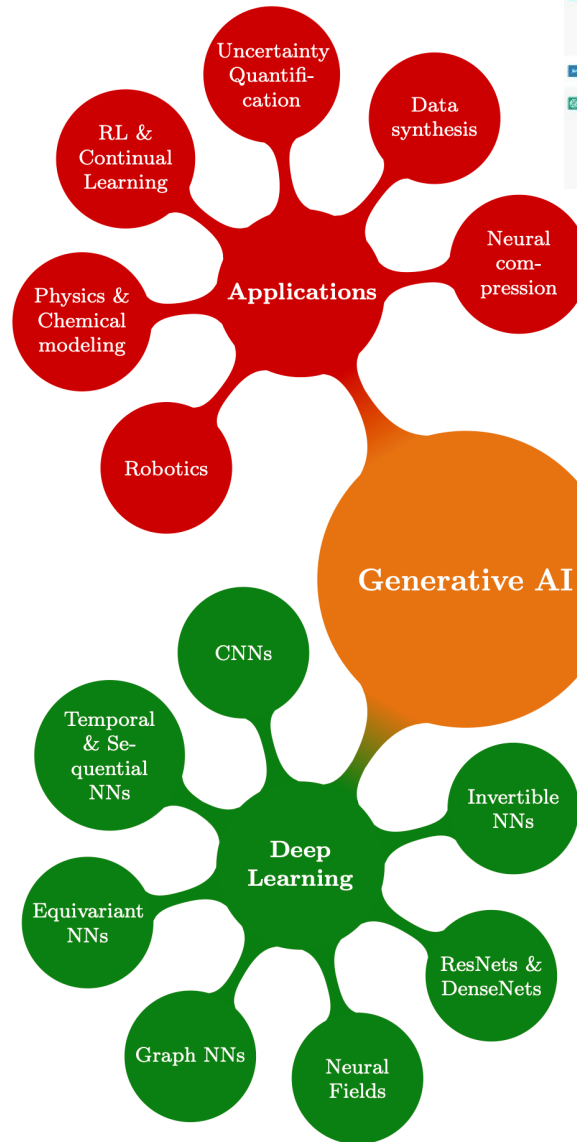 Uncertainty
Quantifi-
cation
Data
synthesis
RL &
Continual
Learning
Neural
com-
pression
Applications
Physics &
Chemical
modeling
Robotics
Generative AI
CNNs
Temporal
& Se-
quential
NNs
Invertible
NNs
Deep
Learning
Equivariant
NNs
ResNets &
DenseNets
Graph NNs
Neural
Fields